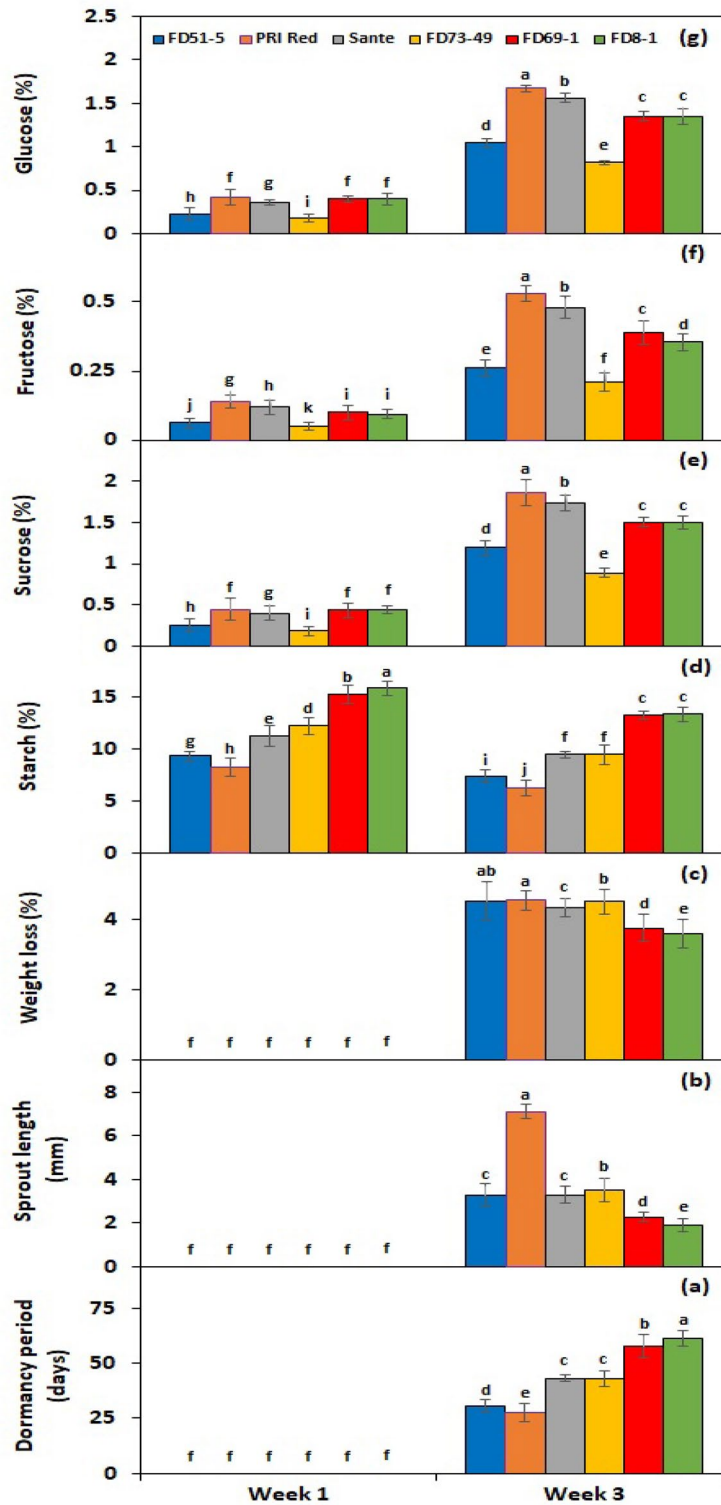 2.5
FD51-5 PRI Red Sante FD73-49 FD69-1 FD8-1 (g)
2
a
b
1.5
c c
d
1
e
0.5
f f f
g
h
i
0
Glucose (%)
(f)
0.5
a
b
c
d
0.25
e
f
g
h
i i
j
k
0
Fructose (%)
(e)
2
a
b
1.5
c c
d
1
e
0.5
f f f
g
h
i
0
Sucrose (%)
(d)
15
a
b
c c
d
10
e
f f
g
h
i
5
j
0
Starch (%)
(c)
ab a b
c
4
d
e
2
0
f f f f f f
Weight loss (%)
(b)
8
a
6
4
b
c c
d
2
e
0
f f f f f f
Sprout length
(mm)
(a)
75
a
b
50
c c
d
25
e
0
f f f f f f
Dormancy period
(days)
Week 1 Week 3